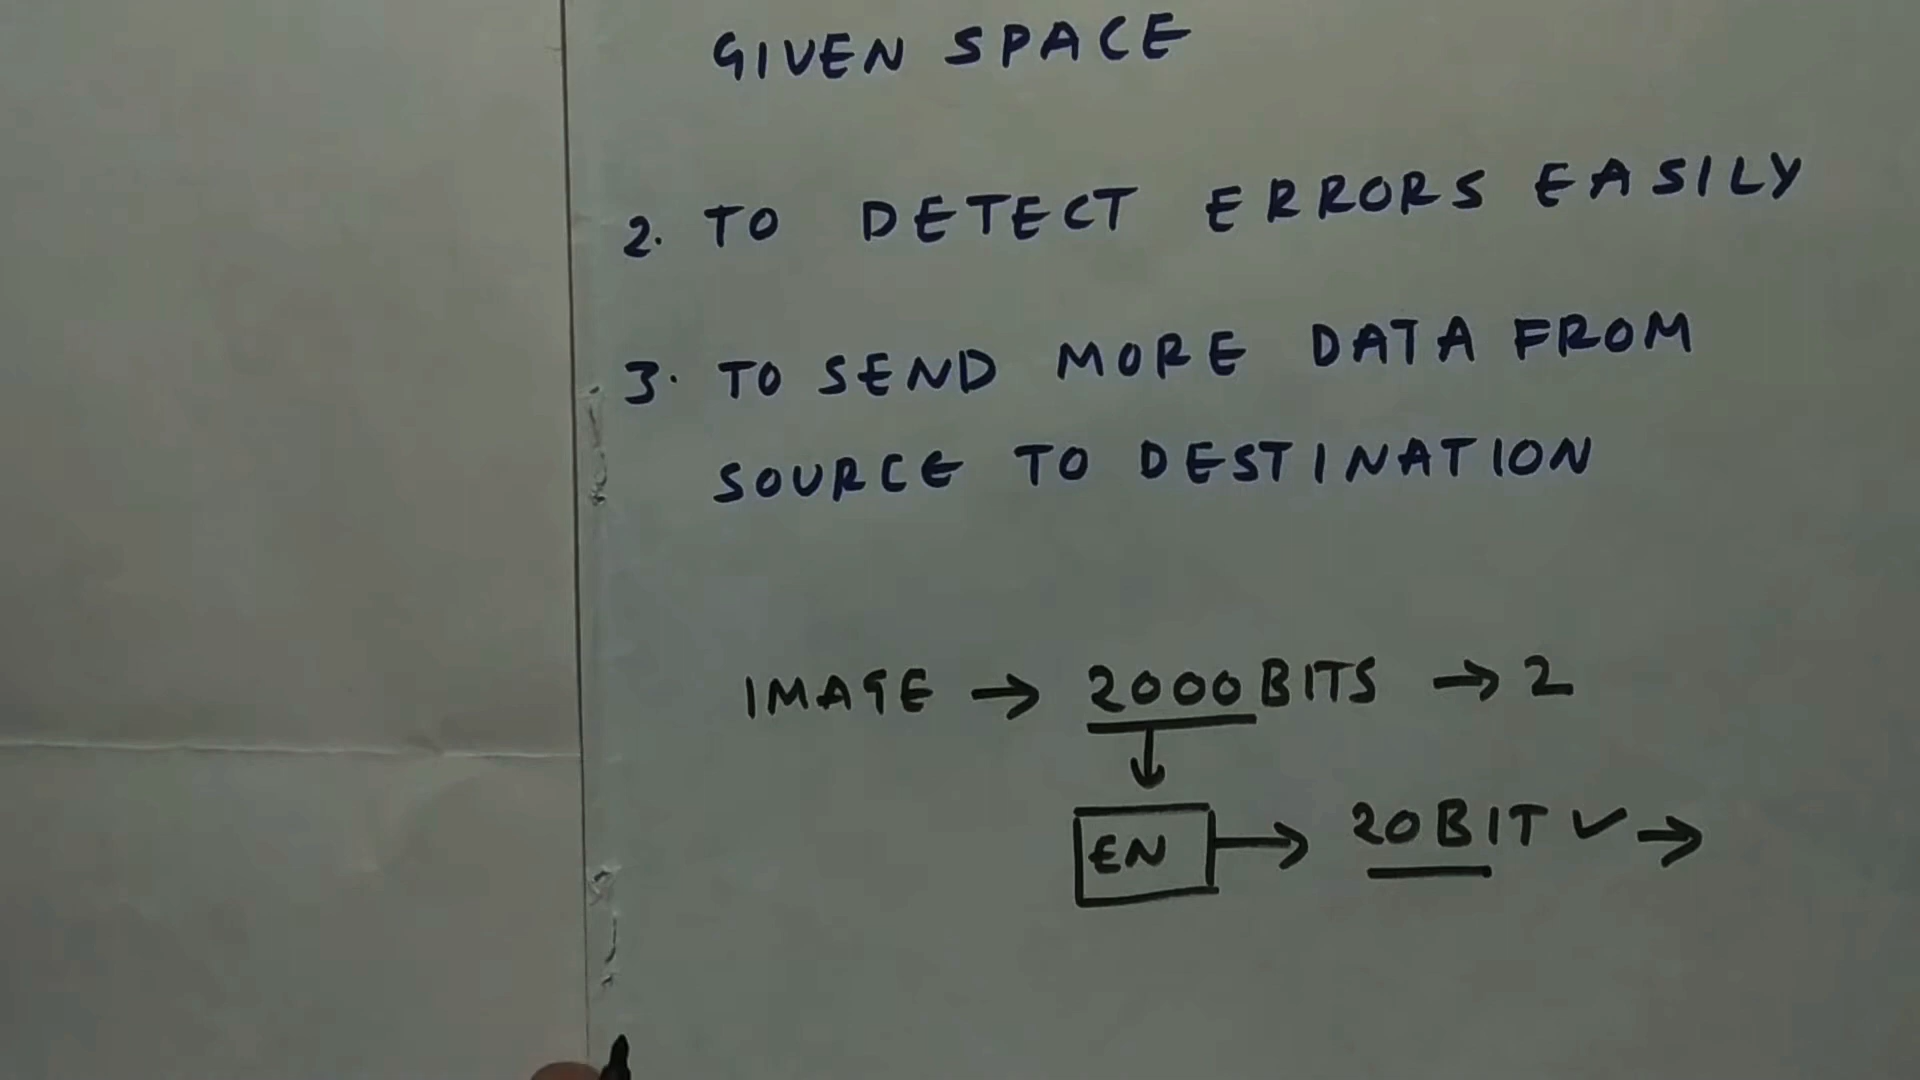 GIVEN SPACE
2. TO DETECT ERRORS EASILY
3. TO SEND MORE DATA FROM
SOURCE TO DESTINATION
IMAGE → 2000 BITS → 2
EN → 20 BIT ✓ →